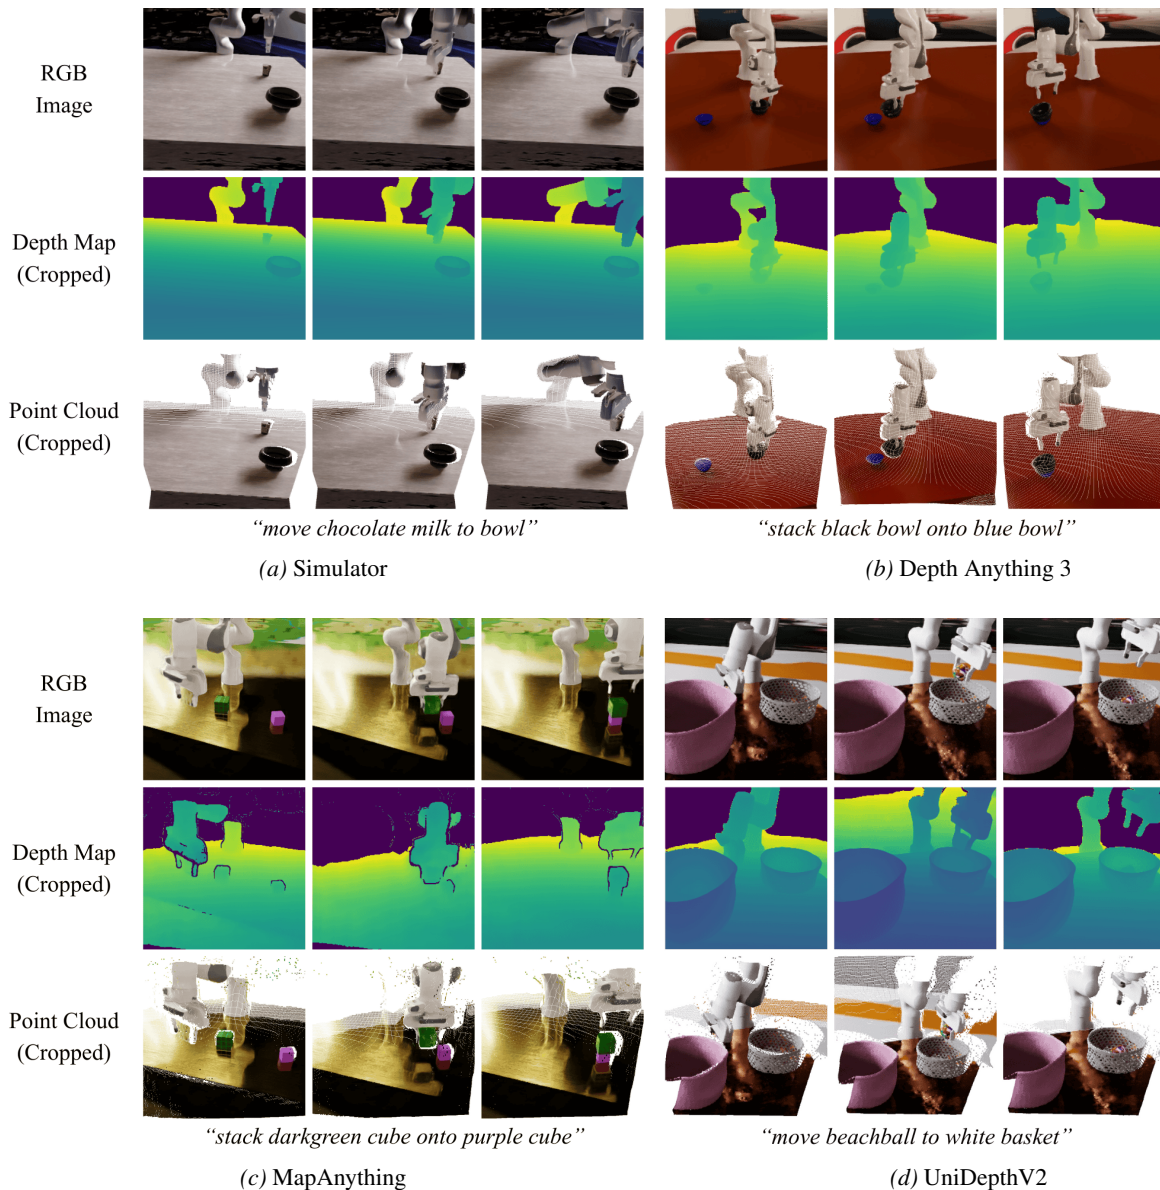 RGB
Image
Depth Map
(Cropped)
Point Cloud
(Cropped)
“move chocolate milk to bowl”
(a) Simulator
“stack black bowl onto blue bowl”
(b) Depth Anything 3
RGB
Image
Depth Map
(Cropped)
Point Cloud
(Cropped)
“stack darkgreen cube onto purple cube”
(c) MapAnything
“move beachball to white basket”
(d) UniDepthV2